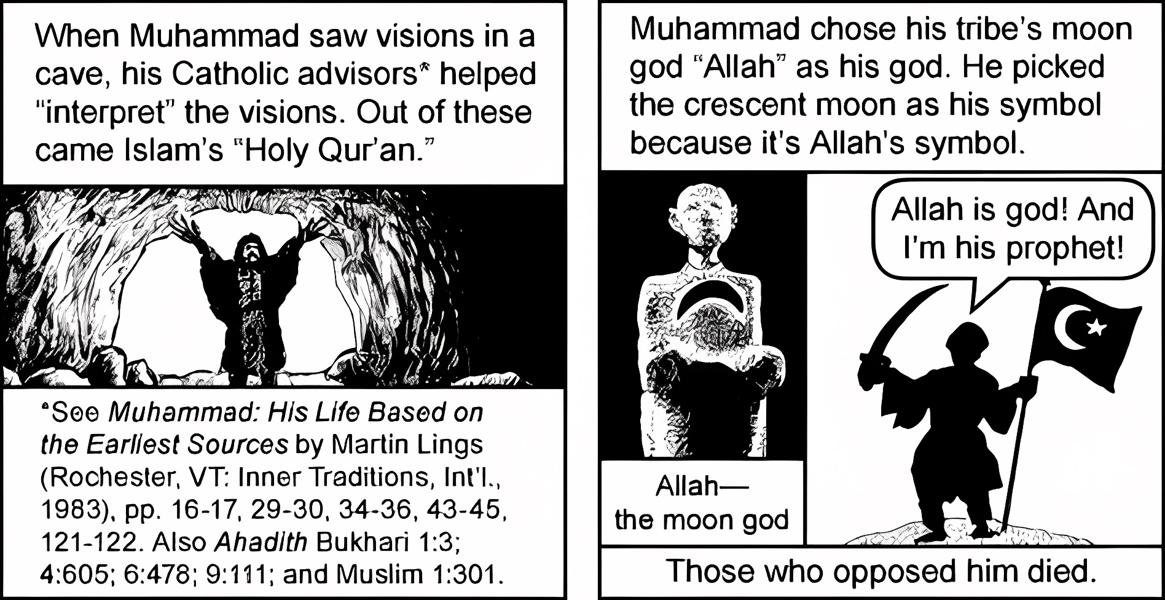 When Muhammad saw visions in a
cave, his Catholic advisors* helped
"interpret" the visions. Out of these
came Islam's "Holy Qur'an."
*See Muhammad: His Life Based on
the Earliest Sources by Martin Lings
(Rochester, VT: Inner Traditions, Int'l.,
1983), pp. 16-17, 29-30, 34-36, 43-45,
121-122. Also Ahadith Bukhari 1:3;
4:605; 6:478; 9:111; and Muslim 1:301.
Muhammad chose his tribe's moon
god "Allah" as his god. He picked
the crescent moon as his symbol
because it's Allah's symbol.
Allah is god! And
I'm his prophet!
Allah—
the moon god
Those who opposed him died.